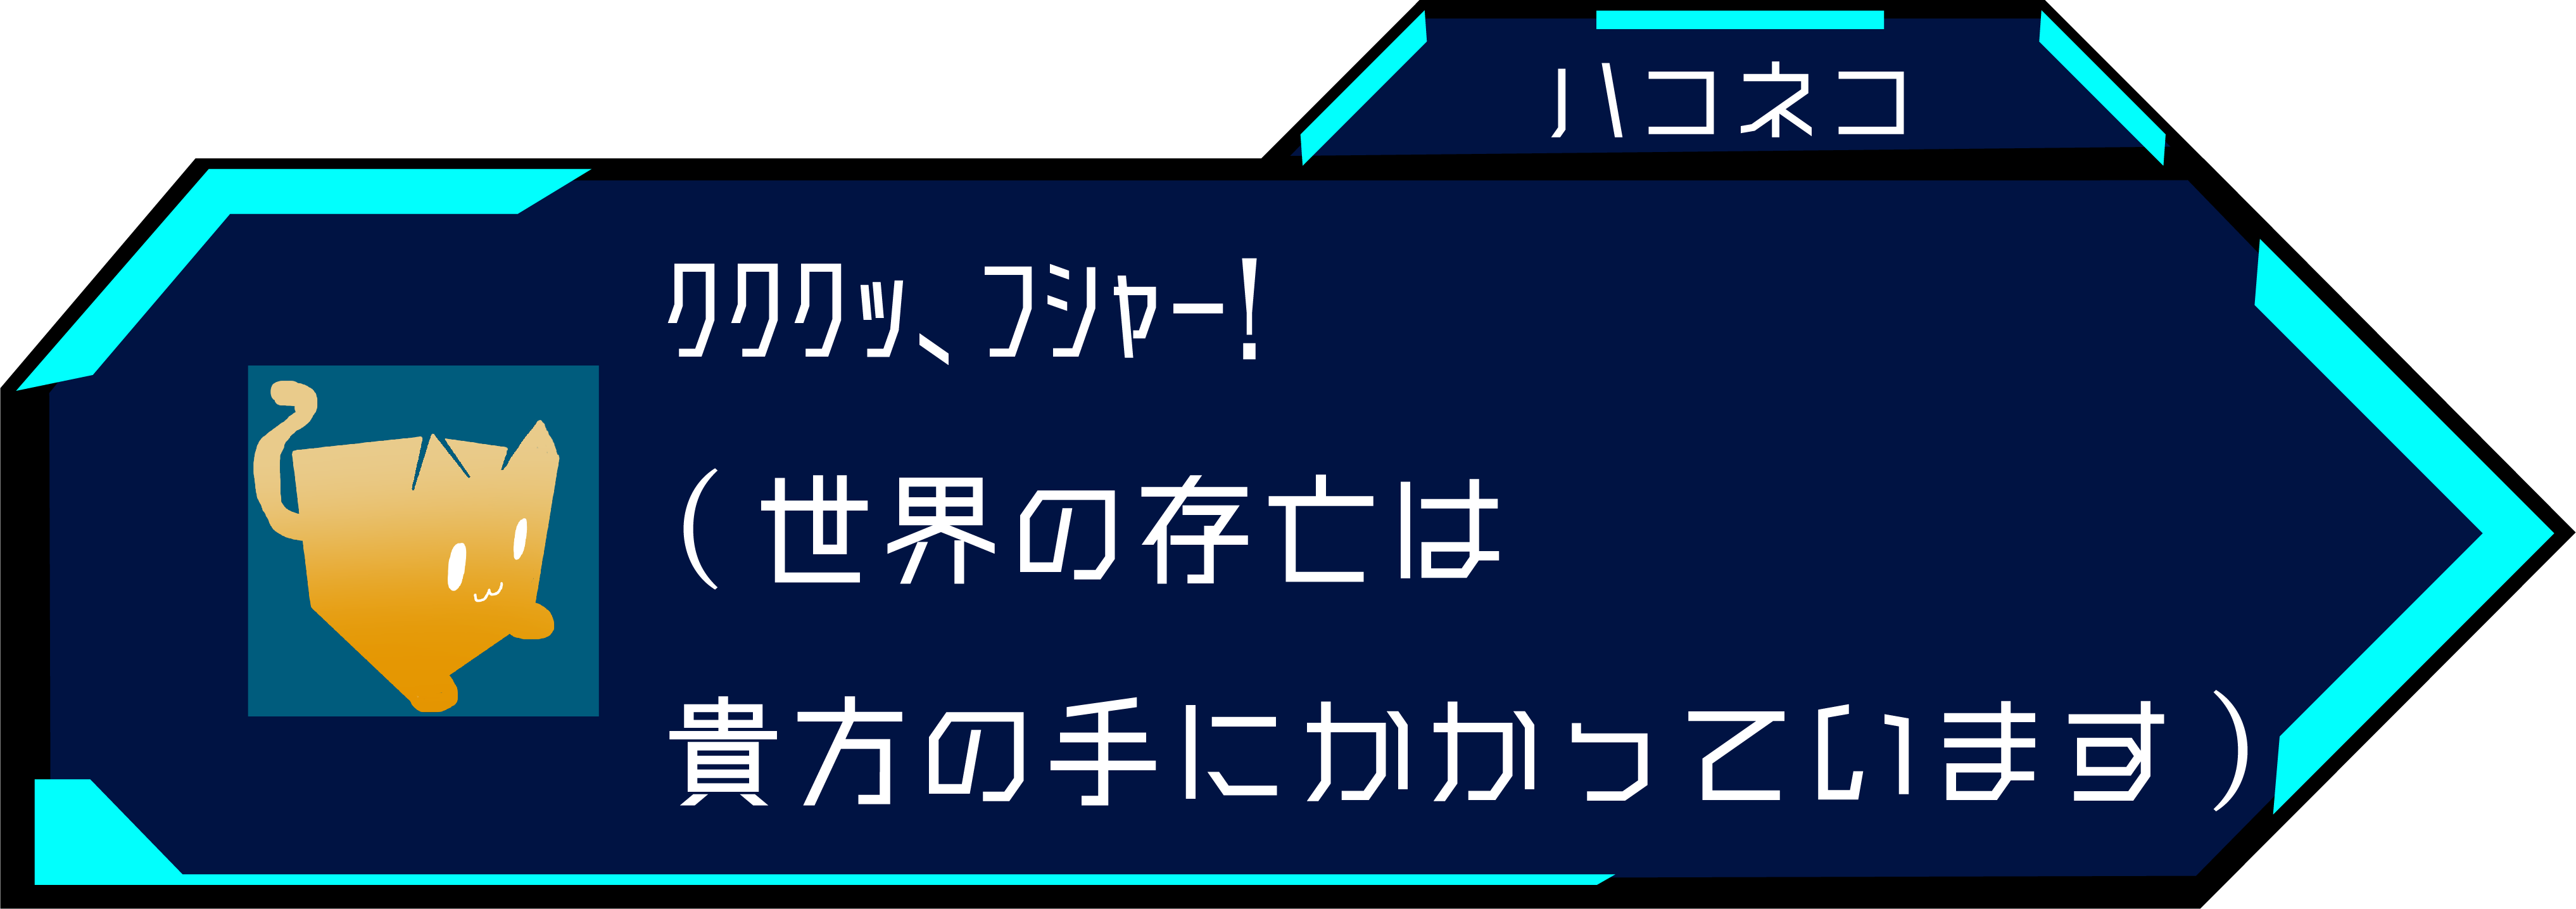 ハコネコ
ｸｸｸｯ､ﾌｼｬｰ!
（世界の存亡は
貴方の手にかかっています）